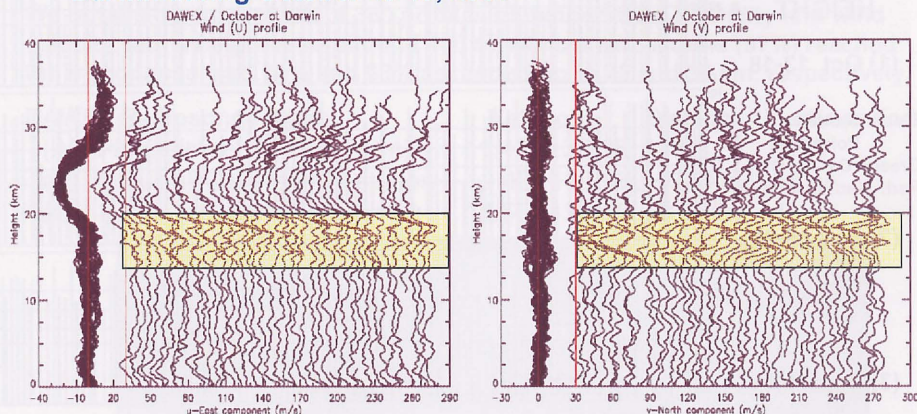 DAWEX / October at Darwin
Wind (U) profile
Height (km)
40
30
20
10
0
-40 -10 20 50 80 110 140 170 200 230 260 290
u-East component (m/s)
DAWEX / October at Darwin
Wind (V) profile
Height (km)
40
30
20
10
0
-30 0 30 60 90 120 150 180 210 240 270 300
v-North component (m/s)